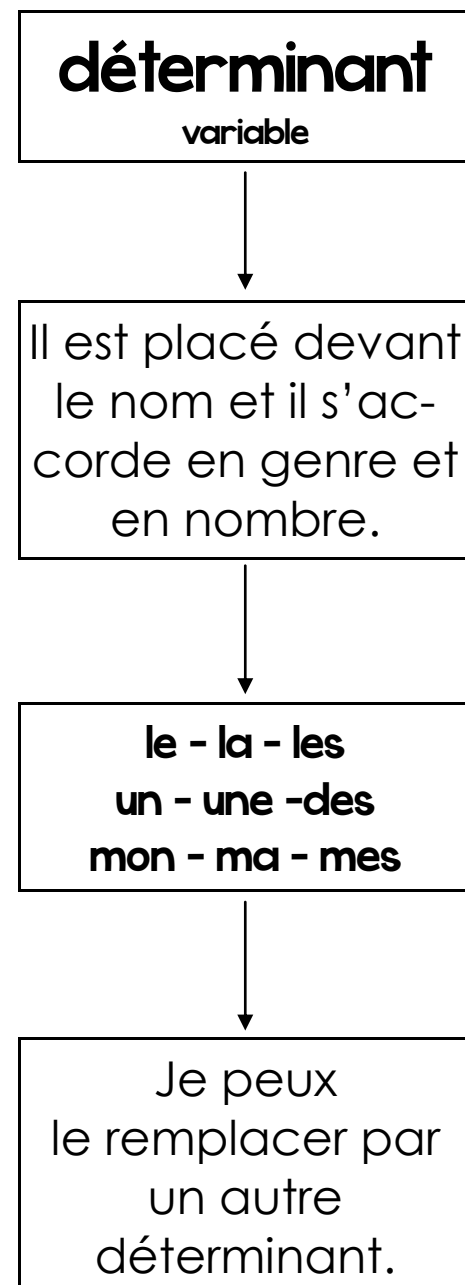 déterminant
variable
Il est placé devant
le nom et il s'ac-
corde en genre et
en nombre.
le - la - les
un - une -des
mon - ma - mes
Je peux
le remplacer par
un autre
déterminant.